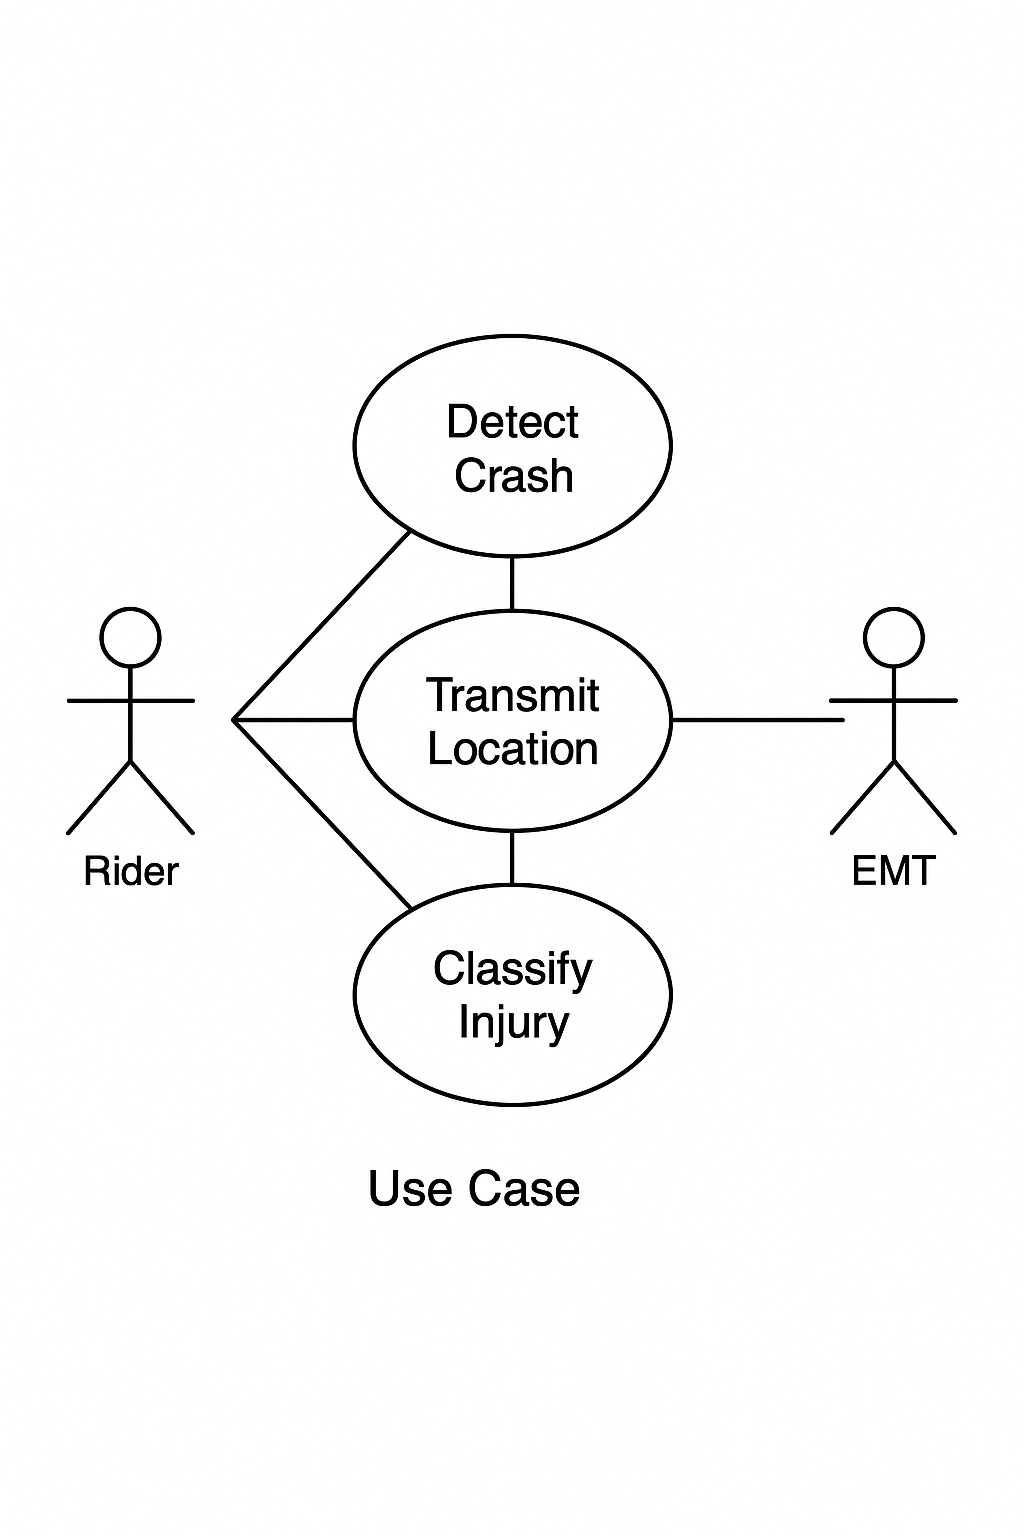 Detect
Crash
Transmit
Location
Rider
EMT
Classify
Injury
Use Case